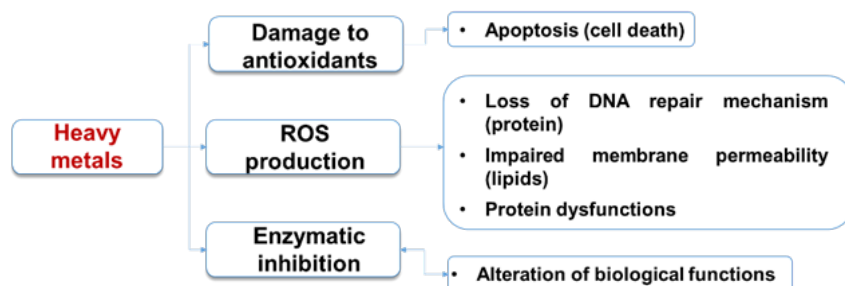 Damage to
antioxidants
• Apoptosis (cell death)
Heavy
metals
ROS
production
• Loss of DNA repair mechanism
(protein)
• Impaired membrane permeability
(lipids)
• Protein dysfunctions
Enzymatic
inhibition
• Alteration of biological functions